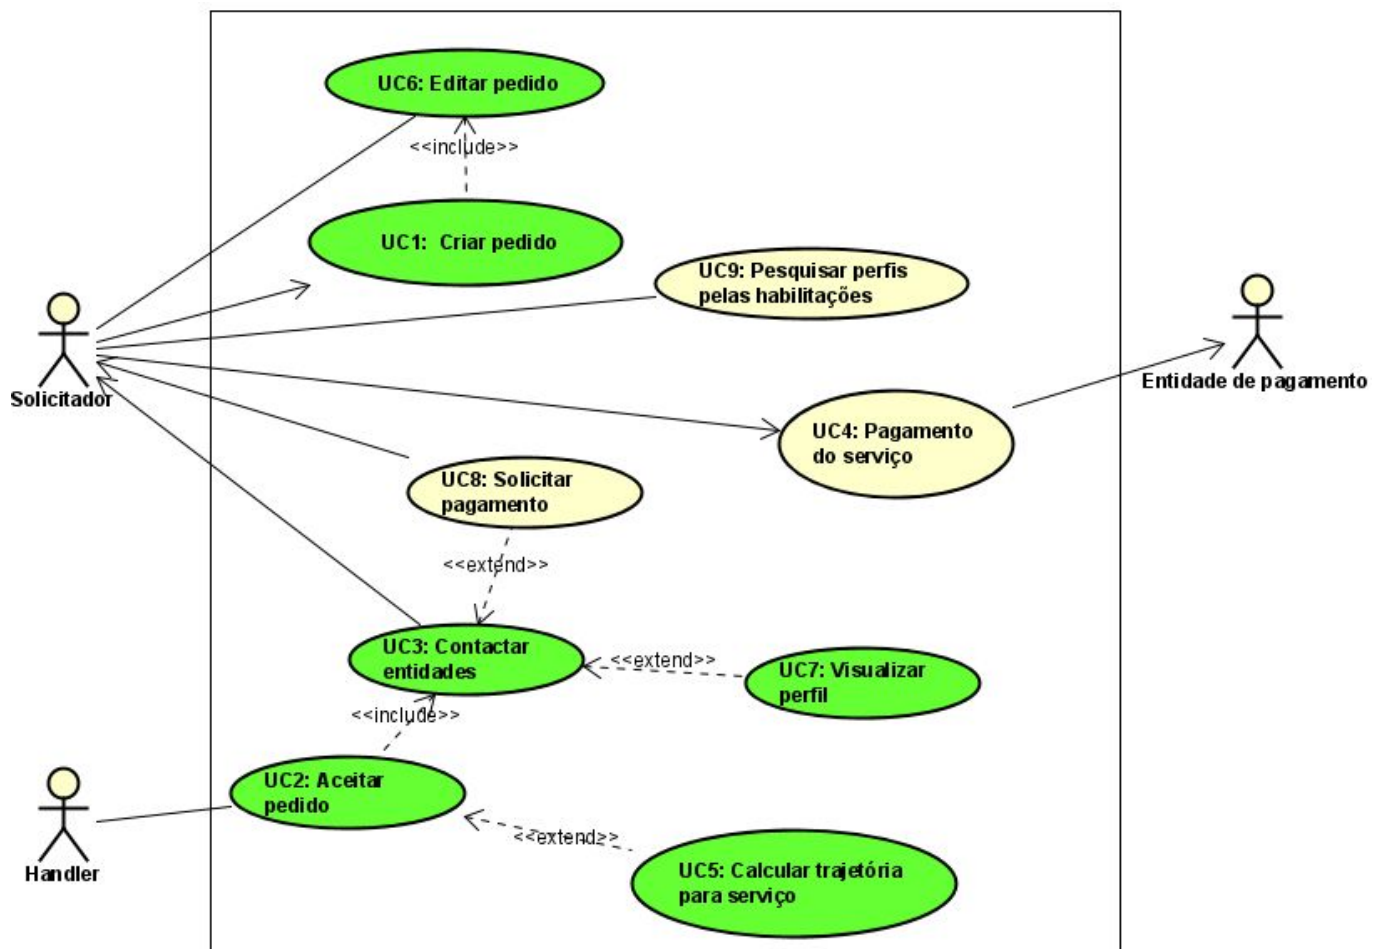 UC6: Editar pedido
<<include>>
UC1: Criar pedido
UC9: Pesquisar perfis
pelas habilitações
Solicitador
Entidade de pagamento
UC4: Pagamento
do serviço
UC8: Solicitar
pagamento
<<extend>>
UC3: Contactar
entidades
<<extend>>
UC7: Visualizar
perfil
<<include>>
UC2: Aceitar
pedido
Handler
<<extend>>
UC5: Calcular trajetória
para serviço